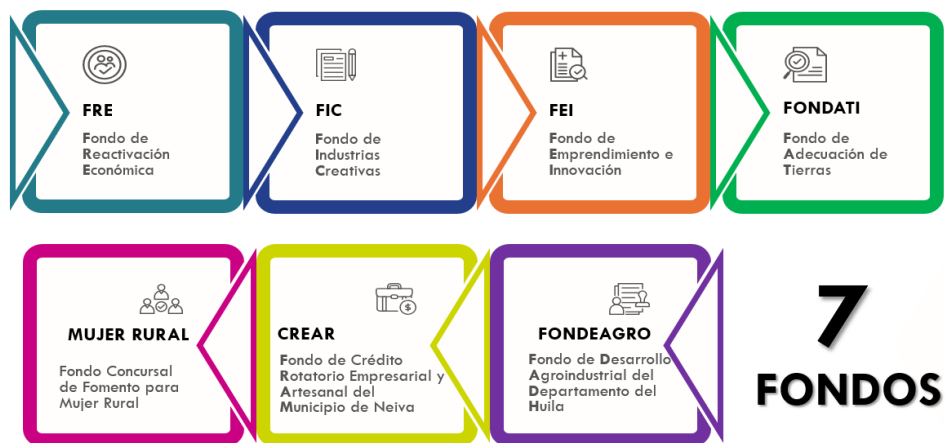 FRE
Fondo de
Reactivación
Económica
FIC
Fondo de
Industrias
Creativas
FEI
Fondo de
Emprendimiento e
Innovación
FONDATI
Fondo de
Adecuación de
Tierras
MUJER RURAL
Fondo Concursal
de Fomento para
Mujer Rural
CREAR
Fondo de Crédito
Rotatorio Empresarial y
Artesanal del
Municipio de Neiva
FONDEAGRO
Fondo de Desarrollo
Agroindustrial del
Departamento del
Huila
7
FONDOS